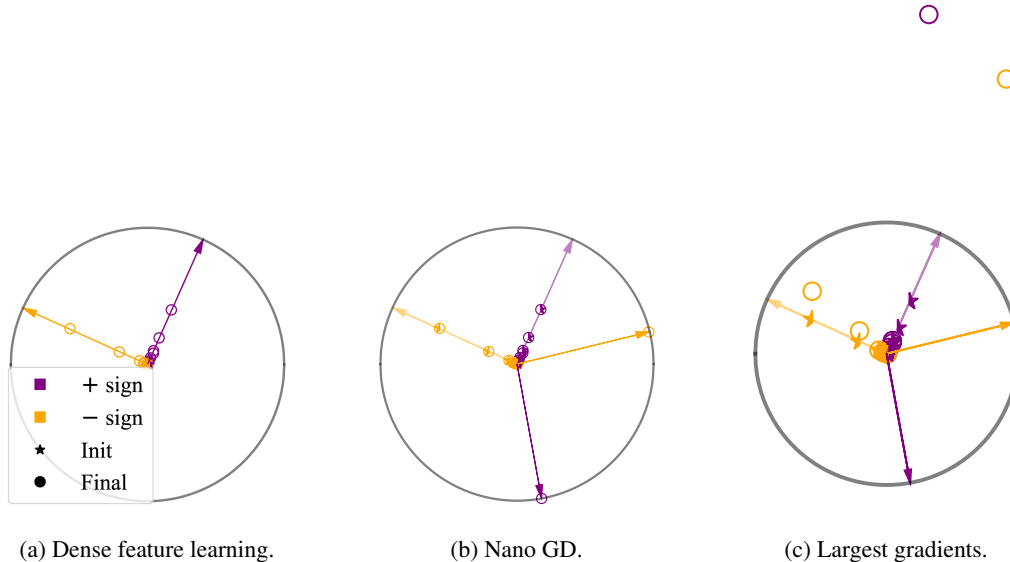 + sign
− sign
Init
Final
(a) Dense feature learning.
(b) Nano GD.
(c) Largest gradients.